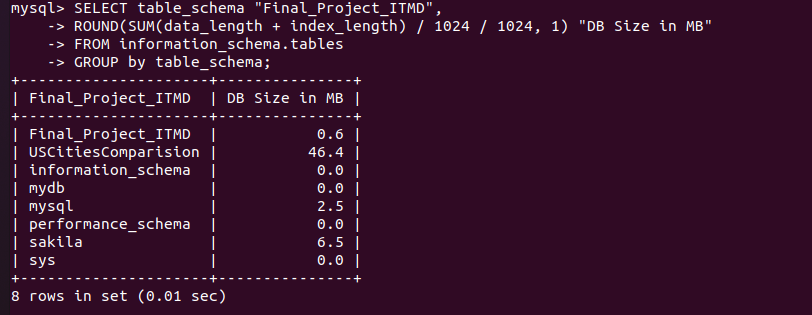 mysql> SELECT table_schema "Final_Project_ITMD",
    -> ROUND(SUM(data_length + index_length) / 1024 / 1024, 1) "DB Size in MB"
    -> FROM information_schema.tables
    -> GROUP by table_schema;
+--------------------+---------------+
| Final_Project_ITMD | DB Size in MB |
+--------------------+---------------+
| Final_Project_ITMD |           0.6 |
| USCitiesComparision |          46.4 |
| information_schema |           0.0 |
| mydb               |           0.0 |
| mysql              |           2.5 |
| performance_schema |           0.0 |
| sakila             |           6.5 |
| sys                |           0.0 |
+--------------------+---------------+
8 rows in set (0.01 sec)